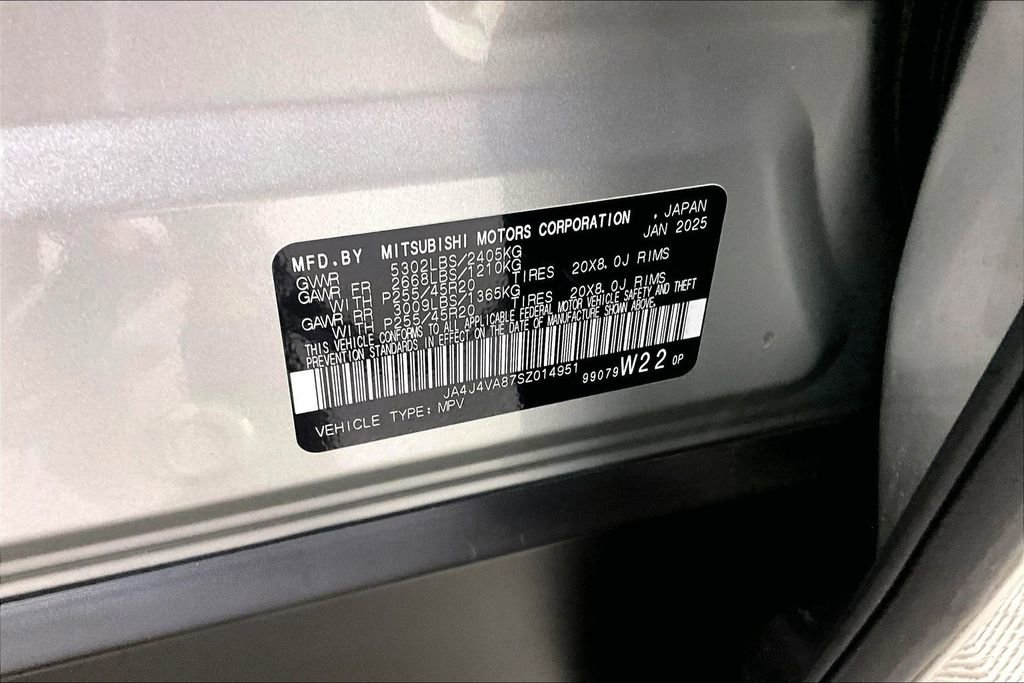 MFD.BY MITSUBISHI MOTORS CORPORATION . JAPAN
GVWR 5302LBS/2405KG JAN 2025
GAWR FR 2668LBS/1210KG
WITH P255/45R20 TIRES 20X8.0J RIMS
GAWR RR 3009LBS/1365KG
WITH P255/45R20 TIRES 20X8.0J RIMS
THIS VEHICLE CONFORMS TO ALL APPLICABLE FEDERAL MOTOR VEHICLE SAFETY AND THEFT
PREVENTION STANDARDS IN EFFECT ON THE DATE OF MANUFACTURE SHOWN ABOVE.
JA4J4VA87SZ014951
99079 W22 0P
VEHICLE TYPE: MPV